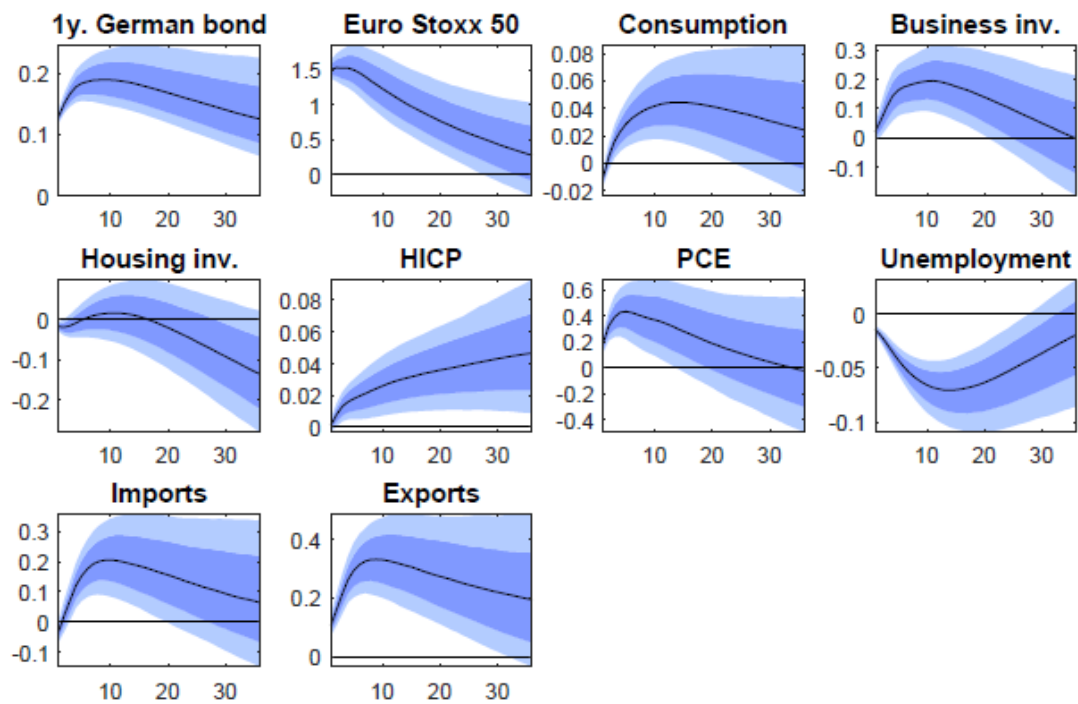 1y. German bond
Euro Stoxx 50
Consumption
Business inv.
0.2
0.1
0
10 20 30
1.5
1
0.5
0
10 20 30
0.08
0.06
0.04
0.02
0
-0.02
10 20 30
0.3
0.2
0.1
0
-0.1
10 20 30
Housing inv.
HICP
PCE
Unemployment
0
-0.1
-0.2
10 20 30
0.08
0.06
0.04
0.02
0
10 20 30
0.6
0.4
0.2
0
-0.2
-0.4
10 20 30
0
-0.05
-0.1
10 20 30
Imports
Exports
0.3
0.2
0.1
0
-0.1
10 20 30
0.4
0.2
0
10 20 30